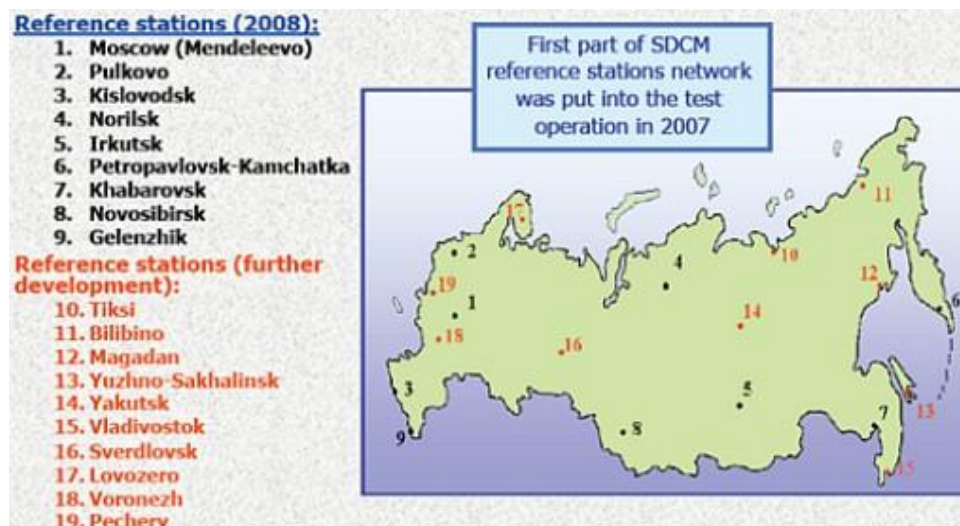 Reference stations (2008):
1. Moscow (Mendeleevo)
2. Pulkovo
3. Kislovodsk
4. Norilsk
5. Irkutsk
6. Petropavlovsk-Kamchatka
7. Khabarovsk
8. Novosibirsk
9. Gelenzhik
Reference stations (further
development):
10. Tiksi
11. Bilibino
12. Magadan
13. Yuzhno-Sakhalinsk
14. Yakutsk
15. Vladivostok
16. Sverdlovsk
17. Lovozero
18. Voronezh
19. Pechery
First part of SDCM
reference stations network
was put into the test
operation in 2007
11
17
2
10
4
12
19
6
1
14
18
16
3
5
13
7
9
8
15